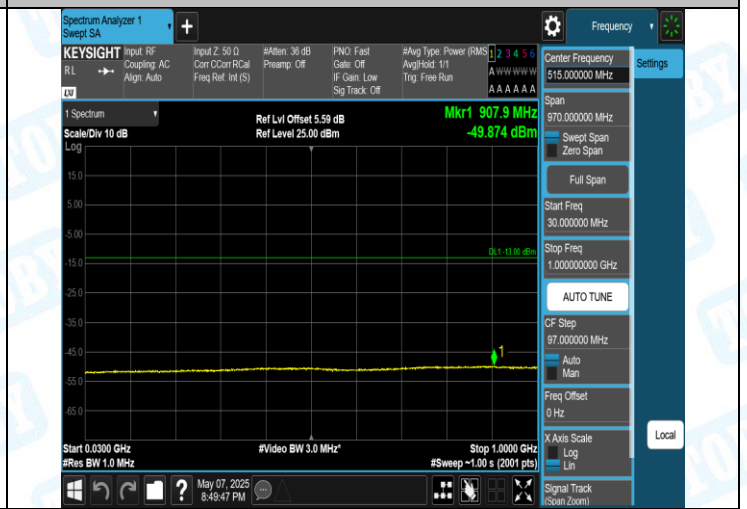 Spectrum Analyzer 1
Swept SA
+
Frequency
KEYSIGHT
RL
LXI
Input: RF
Coupling: AC
Align: Auto
Input Z: 50 Ω
Corr CCorr RCal
Freq Ref: Int (S)
#Atten: 36 dB
Preamp: Off
PNO: Fast
Gate: Off
IF Gain: Low
Sig Track: Off
#Avg Type: Power (RMS
Avg|Hold: 1/1
Trig: Free Run
1 2 3 4 5 6
A W W W W W
A A A A A A
1 Spectrum
Scale/Div 10 dB
Log
Ref Lvl Offset 5.59 dB
Ref Level 25.00 dBm
Mkr1 907.9 MHz
-49.874 dBm
15.0
5.00
-5.00
-15.0
-25.0
-35.0
-45.0
-55.0
-65.0
DL1 -13.00 dBm
1
Start 0.0300 GHz
#Res BW 1.0 MHz
#Video BW 3.0 MHz*
Stop 1.0000 GHz
#Sweep ~1.00 s (2001 pts)
?
May 07, 2025
8:49:47 PM
Center Frequency
515.000000 MHz
Span
970.000000 MHz
Swept Span
Zero Span
Full Span
Start Freq
30.000000 MHz
Stop Freq
1.000000000 GHz
AUTO TUNE
CF Step
97.000000 MHz
Auto
Man
Freq Offset
0 Hz
X Axis Scale
Log
Lin
Signal Track
(Span Zoom)
Settings
Local